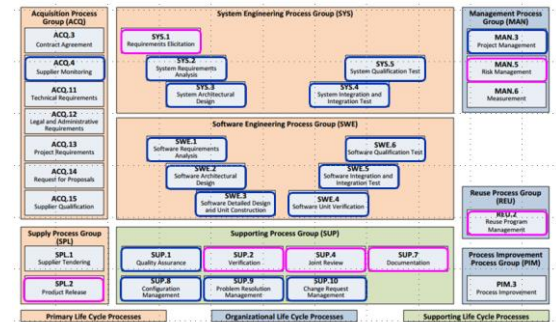 Acquisition Process
Group (ACQ)
ACQ.3
Contract Agreement
ACQ.4
Supplier Monitoring
ACQ.11
Technical Requirements
ACQ.12
Legal and Administrative
Requirements
ACQ.13
Project Requirements
ACQ.14
Request for Proposals
ACQ.15
Supplier Qualification
System Engineering Process Group (SYS)
SYS.1
Requirements Elicitation
SYS.2
System Requirements
Analysis
SYS.3
System Architectural
Design
SYS.5
System Qualification Test
SYS.4
System Integration and
Integration Test
Software Engineering Process Group (SWE)
SWE.1
Software Requirements
Analysis
SWE.2
Software Architectural
Design
SWE.3
Software Detailed Design
and Unit Construction
SWE.6
Software Qualification Test
SWE.5
Software Integration and
Integration Test
SWE.4
Software Unit Verification
Management Process
Group (MAN)
MAN.3
Project Management
MAN.5
Risk Management
MAN.6
Measurement
Reuse Process Group
(REU)
REU.2
Reuse Program
Management
Supply Process Group
(SPL)
SPL.1
Supplier Tendering
SPL.2
Product Release
Supporting Process Group (SUP)
SUP.1
Quality Assurance
SUP.2
Verification
SUP.4
Joint Review
SUP.7
Documentation
SUP.8
Configuration
Management
SUP.9
Problem Resolution
Management
SUP.10
Change Request
Management
Process Improvement
Process Group (PIM)
PIM.3
Process Improvement
Primary Life Cycle Processes
Organizational Life Cycle Processes
Supporting Life Cycle Processes